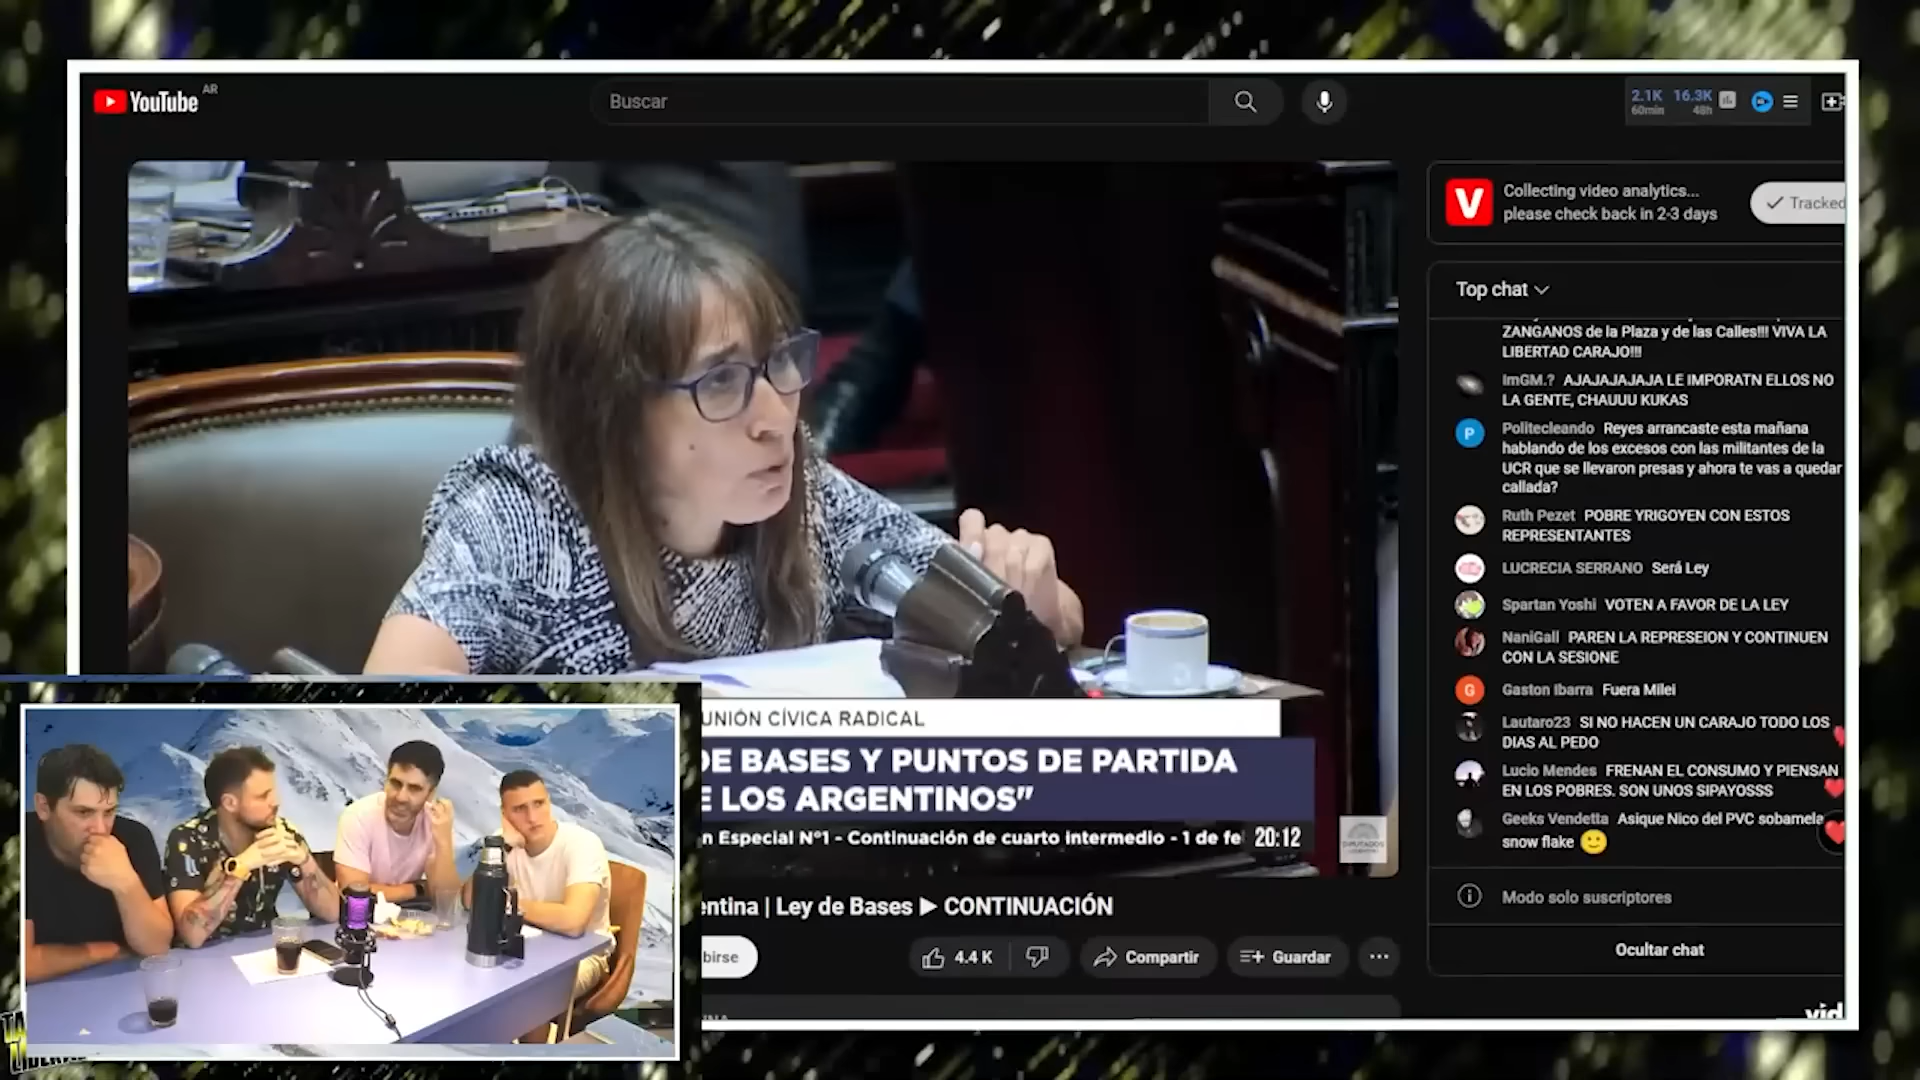 YouTube AR
Buscar
2.1K 16.3K
60min 48h
V
Collecting video analytics...
please check back in 2-3 days
Tracked
Top chat
ZANGANOS de la Plaza y de las Calles!!! VIVA LA
LIBERTAD CARAJO!!!
ImGM.? AJAJAJAJAJA LE IMPORATN ELLOS NO
LA GENTE, CHAUUU KUKAS
P
Politecleando Reyes arrancaste esta mañana
hablando de los excesos con las militantes de la
UCR que se llevaron presas y ahora te vas a quedar
callada?
Ruth Pezet POBRE YRIGOYEN CON ESTOS
REPRESENTANTES
LUCRECIA SERRANO Será Ley
Spartan Yoshi VOTEN A FAVOR DE LA LEY
NaniGall PAREN LA REPRESEION Y CONTINUEN
CON LA SESIONE
G
Gaston Ibarra Fuera Milei
Lautaro23 SI NO HACEN UN CARAJO TODO LOS
DIAS AL PEDO
Lucio Mendes FRENAN EL CONSUMO Y PIENSAN
EN LOS POBRES. SON UNOS SIPAYOSSS
Geeks Vendetta Asique Nico del PVC sobamela
snow flake
Modo solo suscriptores
Ocultar chat
vid
UNIÓN CÍVICA RADICAL
DE BASES Y PUNTOS DE PARTIDA
E LOS ARGENTINOS"
n Especial N°1 - Continuación de cuarto intermedio - 1 de fe 20:12
DIPUTADOS
entina | Ley de Bases ▶ CONTINUACIÓN
birse
4.4 K
Compartir
Guardar